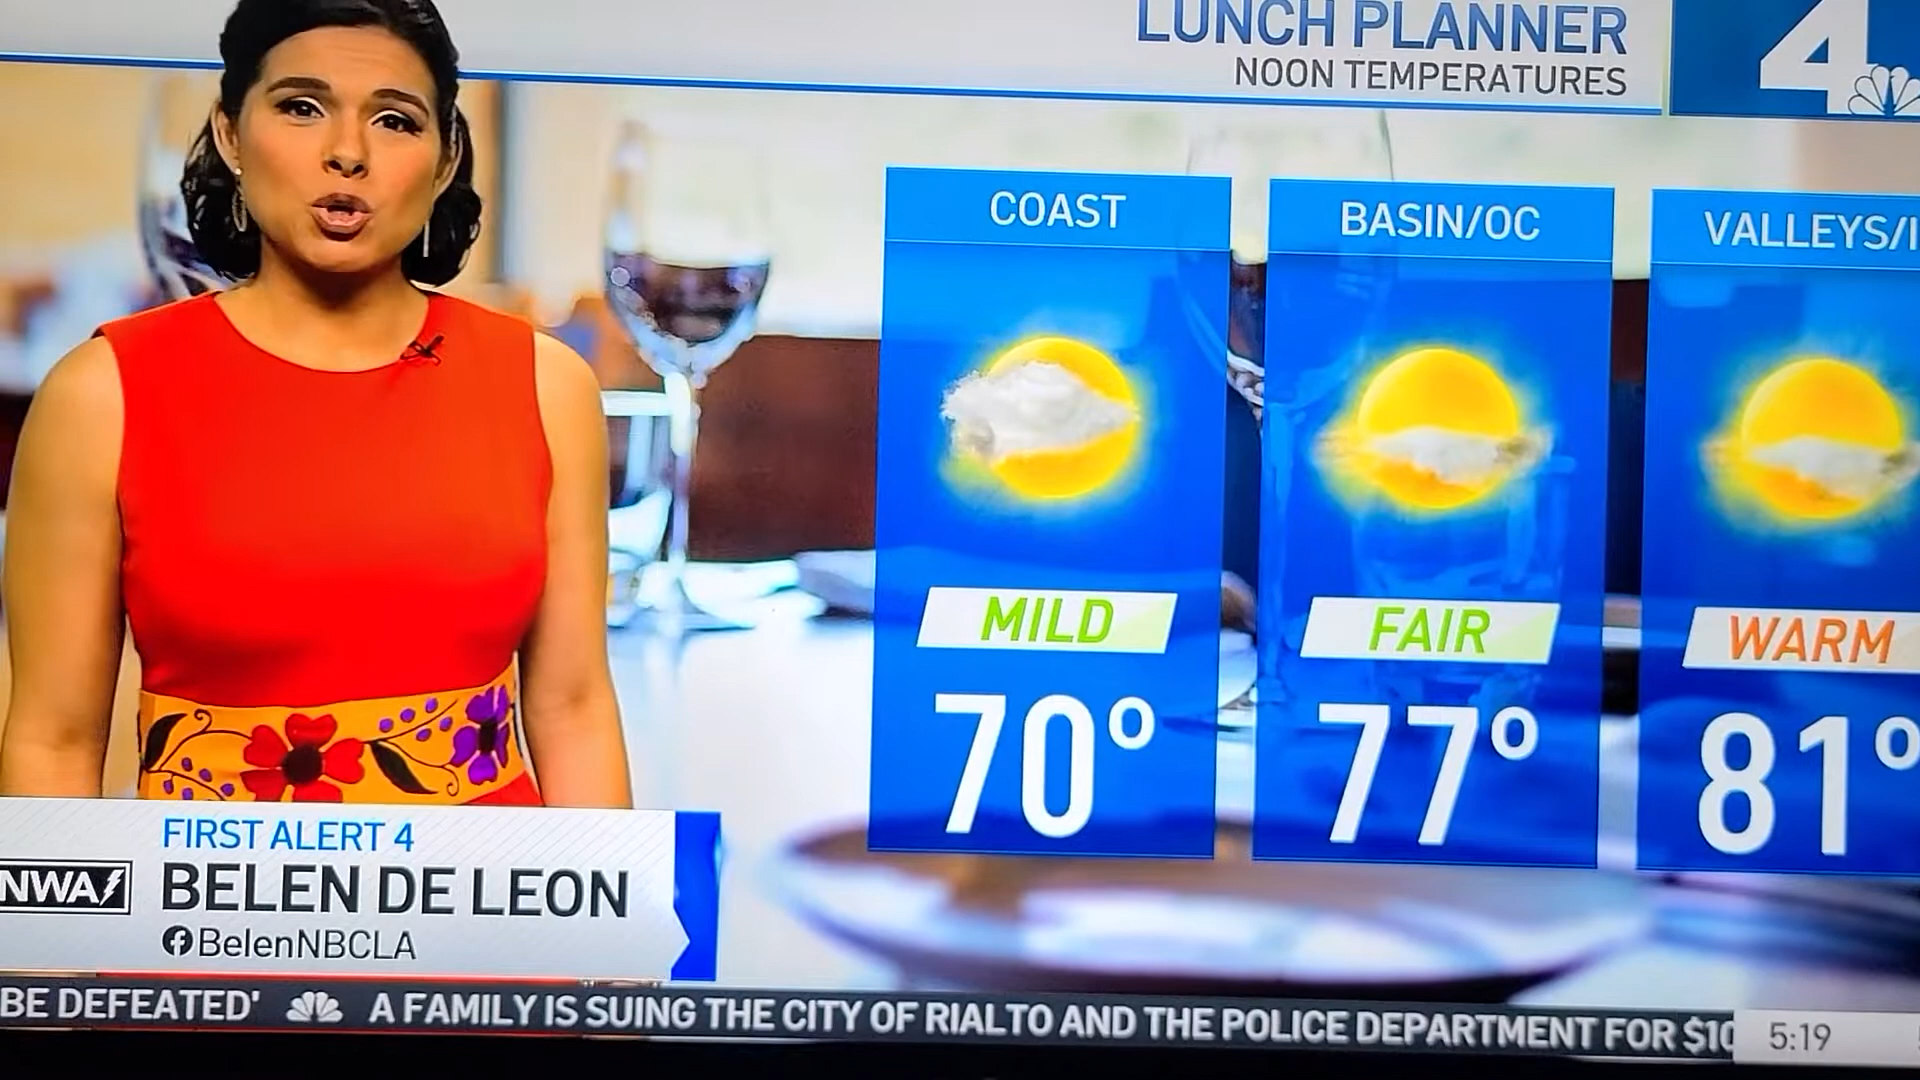 LUNCH PLANNER
NOON TEMPERATURES
4
COAST
BASIN/OC
VALLEYS/I
MILD
FAIR
WARM
70°
77°
81°
FIRST ALERT 4
NWA
BELEN DE LEON
BelenNBCLA
BE DEFEATED' A FAMILY IS SUING THE CITY OF RIALTO AND THE POLICE DEPARTMENT FOR $10
5:19